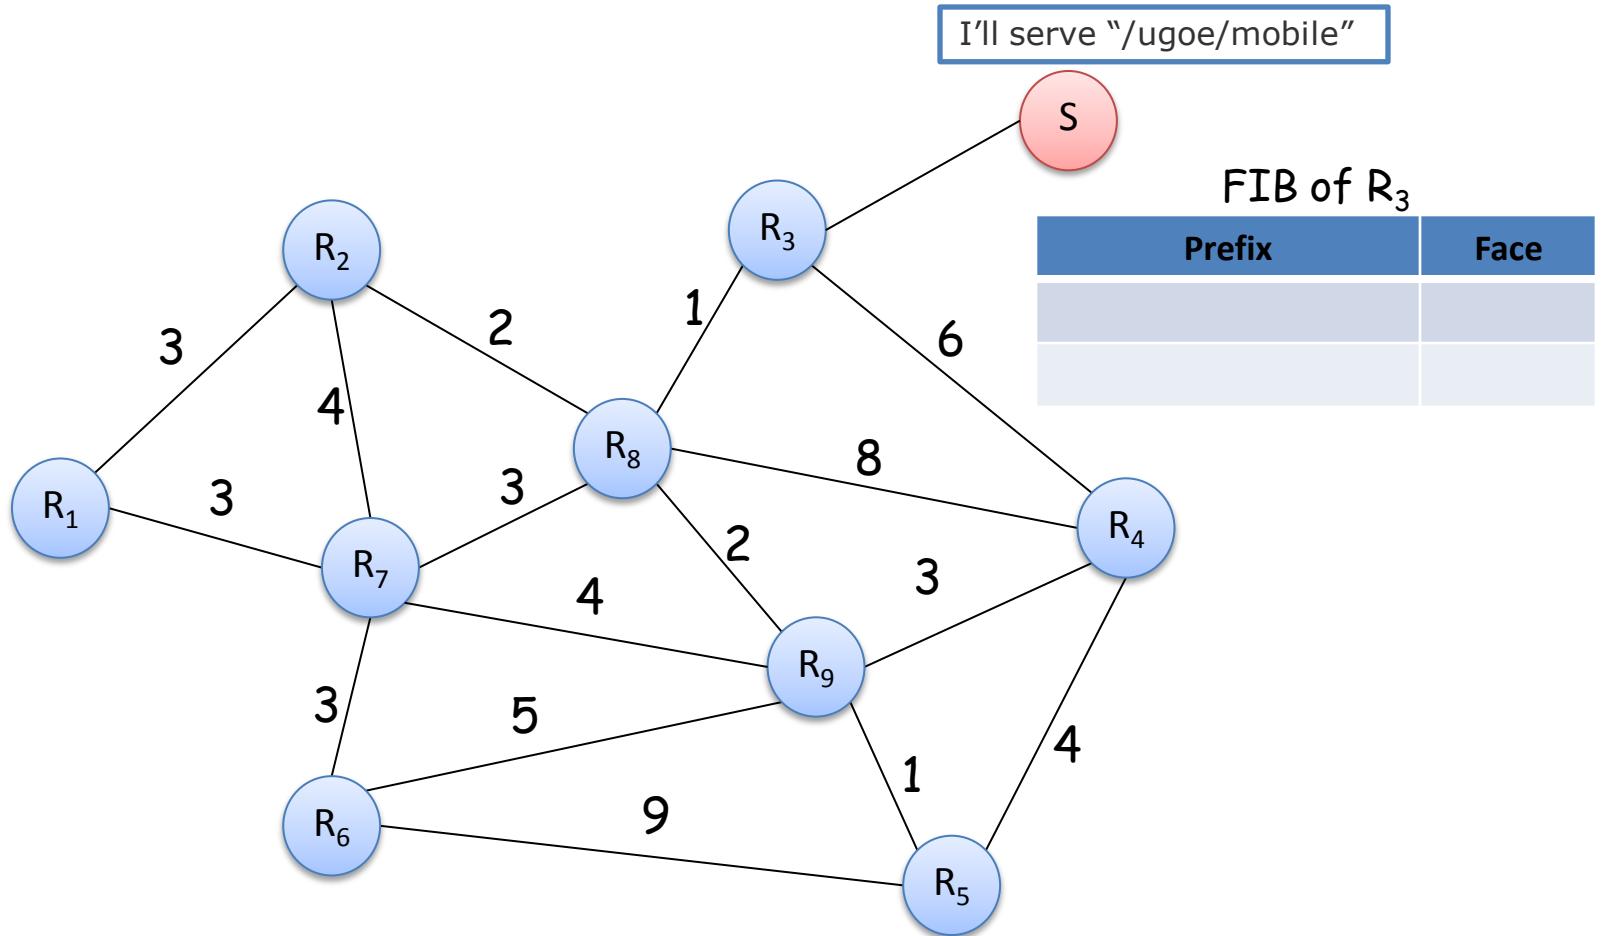 I’ll serve “/ugoe/mobile”
S
FIB of R3
Prefix Face
R3
R2
1
6
3
2
4
R8
8
R1
3
3
R4
R7
2
3
4
R9
3
5
1
4
9
R6
R5